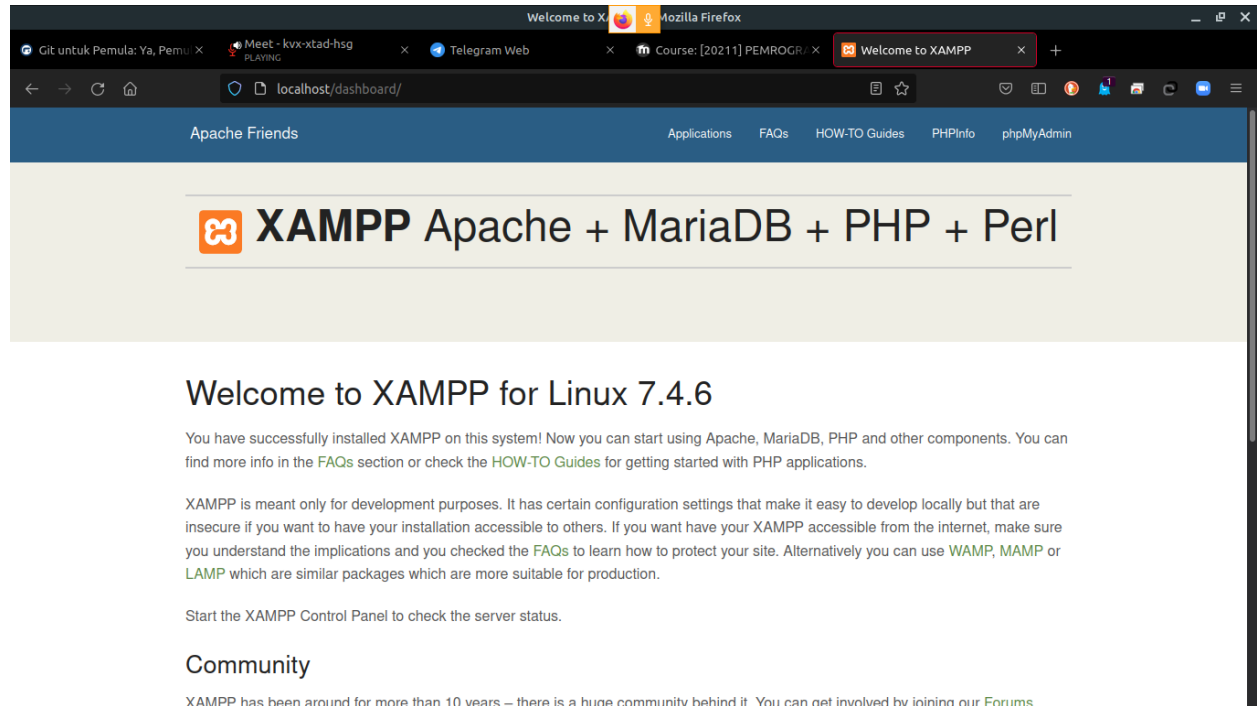 Welcome to X Mozilla Firefox
Git untuk Pemula: Ya, Pemu
Meet - kvx-xtad-hsg
PLAYING
Telegram Web
Course: [20211] PEMROGRA
Welcome to XAMPP
localhost/dashboard/
1
Apache Friends
Applications FAQs HOW-TO Guides PHPInfo phpMyAdmin
XAMPP Apache + MariaDB + PHP + Perl
Welcome to XAMPP for Linux 7.4.6
You have successfully installed XAMPP on this system! Now you can start using Apache, MariaDB, PHP and other components. You can
find more info in the FAQs section or check the HOW-TO Guides for getting started with PHP applications.
XAMPP is meant only for development purposes. It has certain configuration settings that make it easy to develop locally but that are
insecure if you want to have your installation accessible to others. If you want have your XAMPP accessible from the internet, make sure
you understand the implications and you checked the FAQs to learn how to protect your site. Alternatively you can use WAMP, MAMP or
LAMP which are similar packages which are more suitable for production.
Start the XAMPP Control Panel to check the server status.
Community
XAMPP has been around for more than 10 years – there is a huge community behind it. You can get involved by joining our Forums